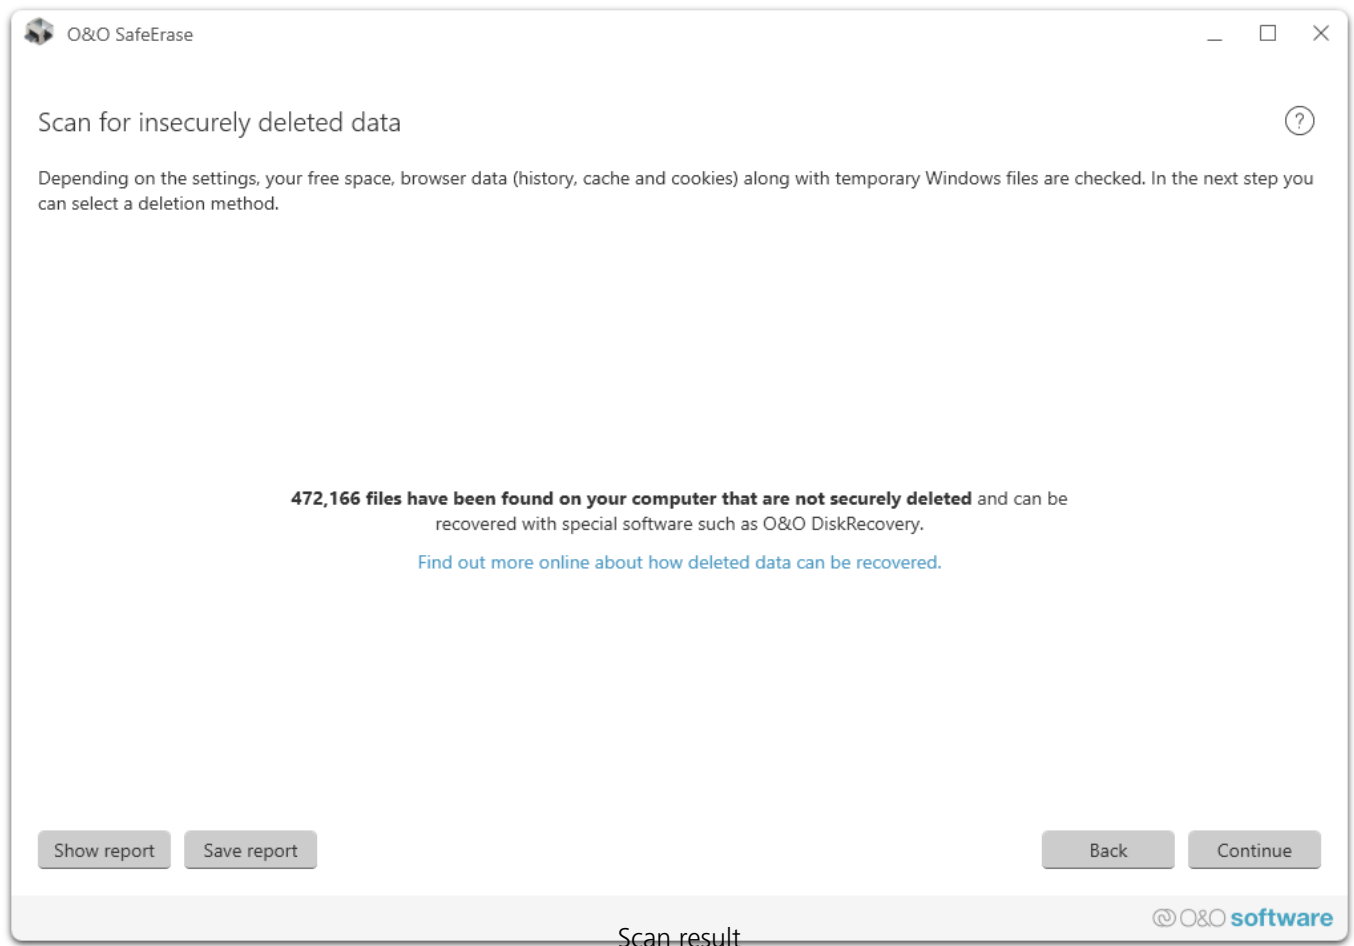 O&O SafeErase
Scan for insecurely deleted data
?
Depending on the settings, your free space, browser data (history, cache and cookies) along with temporary Windows files are checked. In the next step you
can select a deletion method.
472,166 files have been found on your computer that are not securely deleted and can be
recovered with special software such as O&O DiskRecovery.
Find out more online about how deleted data can be recovered.
Show report
Save report
Back
Continue
O&O software
Scan result